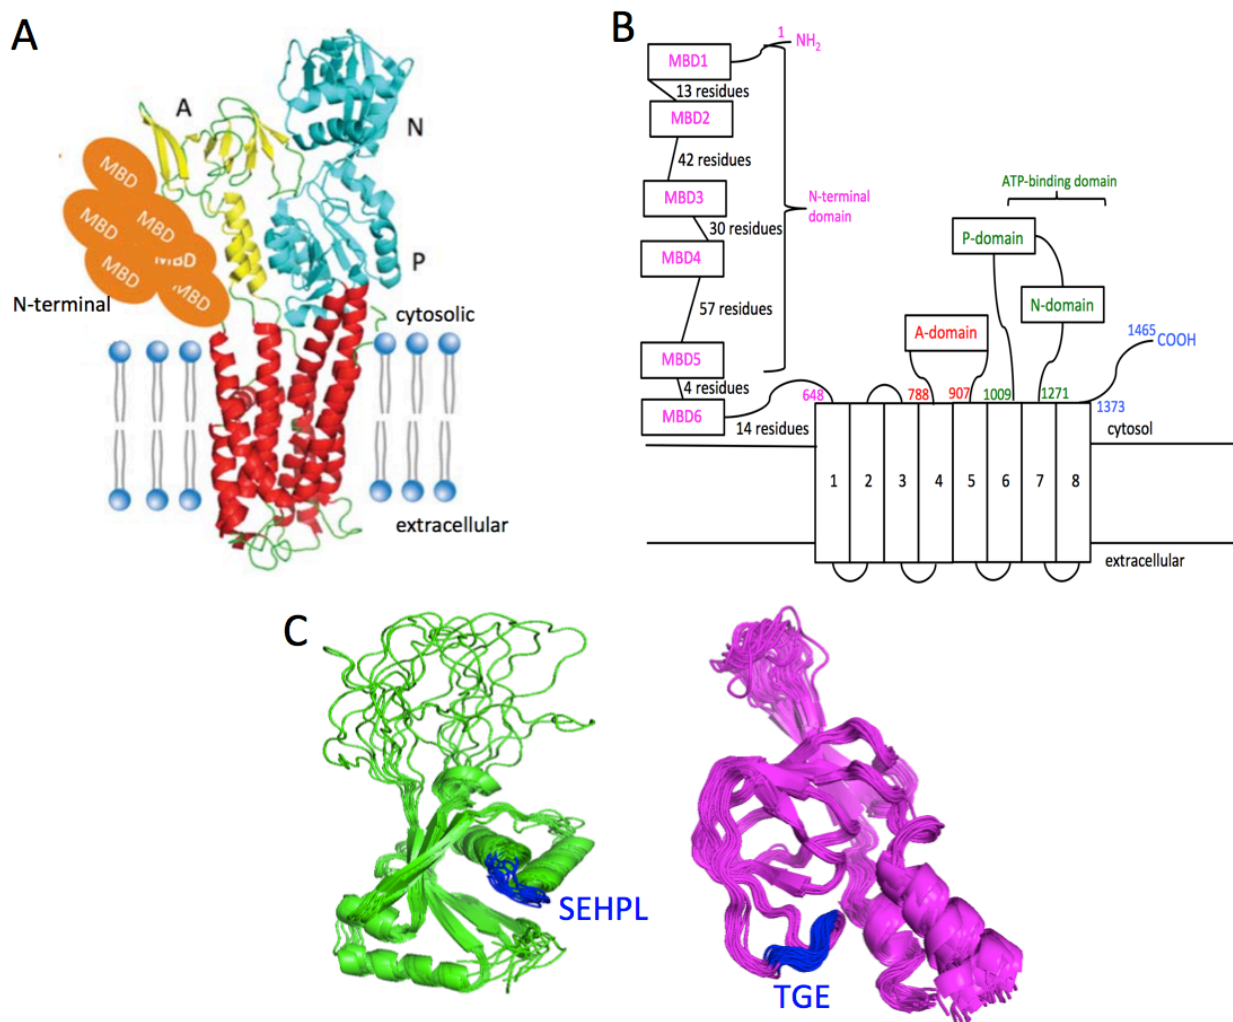 A
A
N
MBD
MBD
MBD
MBD
MBD
MBD
P
N-terminal
cytosolic
extracellular
B
1
NH2
MBD1
13 residues
MBD2
42 residues
MBD3
N-terminal
domain
30 residues
MBD4
57 residues
MBD5
4 residues
MBD6
14 residues
ATP-binding domain
P-domain
N-domain
A-domain
1465
COOH
648
788
907
1009
1271
1373
cytosol
1 2 3 4 5 6 7 8
extracellular
C
SEHPL
TGE